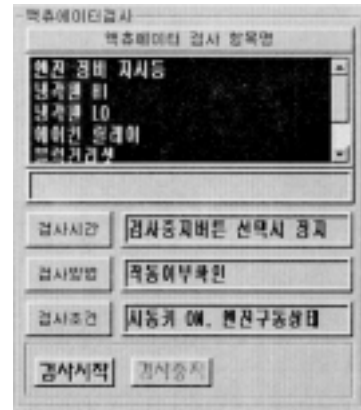 액츄에이터검사
액츄에이터 검사 항목명
엔진 정비 지시등
냉각팬 HI
냉각팬 LO
에어컨 릴레이
검사시간 검사중지버튼 선택시 정지
검사방법 작동여부확인
검사조건 시동키 ON, 엔진구동상태
검사시작 검사중지